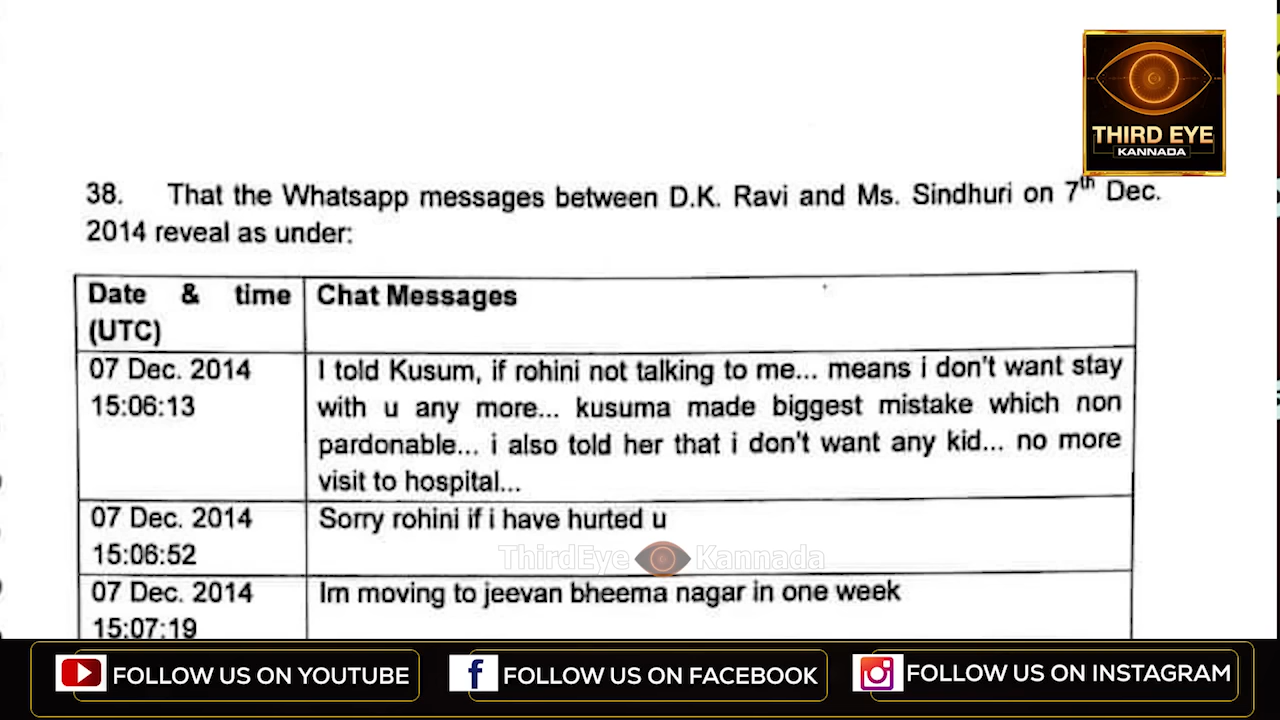 THIRD EYE
KANNADA
38. That the Whatsapp messages between D.K. Ravi and Ms. Sindhuri on 7th Dec.
2014 reveal as under:
Date & time Chat Messages
(UTC)
07 Dec. 2014 I told Kusum, if rohini not talking to me... means i don't want stay
15:06:13 with u any more... kusuma made biggest mistake which non
pardonable... i also told her that i don't want any kid... no more
visit to hospital...
07 Dec. 2014 Sorry rohini if i have hurted u
15:06:52
ThirdEye Kannada
07 Dec. 2014 Im moving to jeevan bheema nagar in one week
15:07:19
FOLLOW US ON YOUTUBE FOLLOW US ON FACEBOOK FOLLOW US ON INSTAGRAM